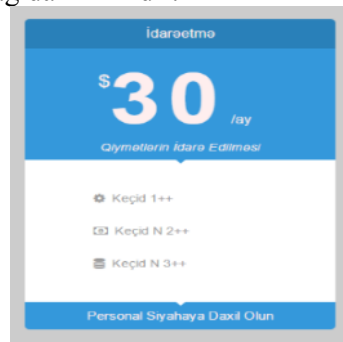 İdarəetmə
$30 /ay
Qiymətlərin İdarə Edilməsi
Keçid 1++
Keçid N 2++
Keçid N 3++
Personal Siyahaya Daxil Olun